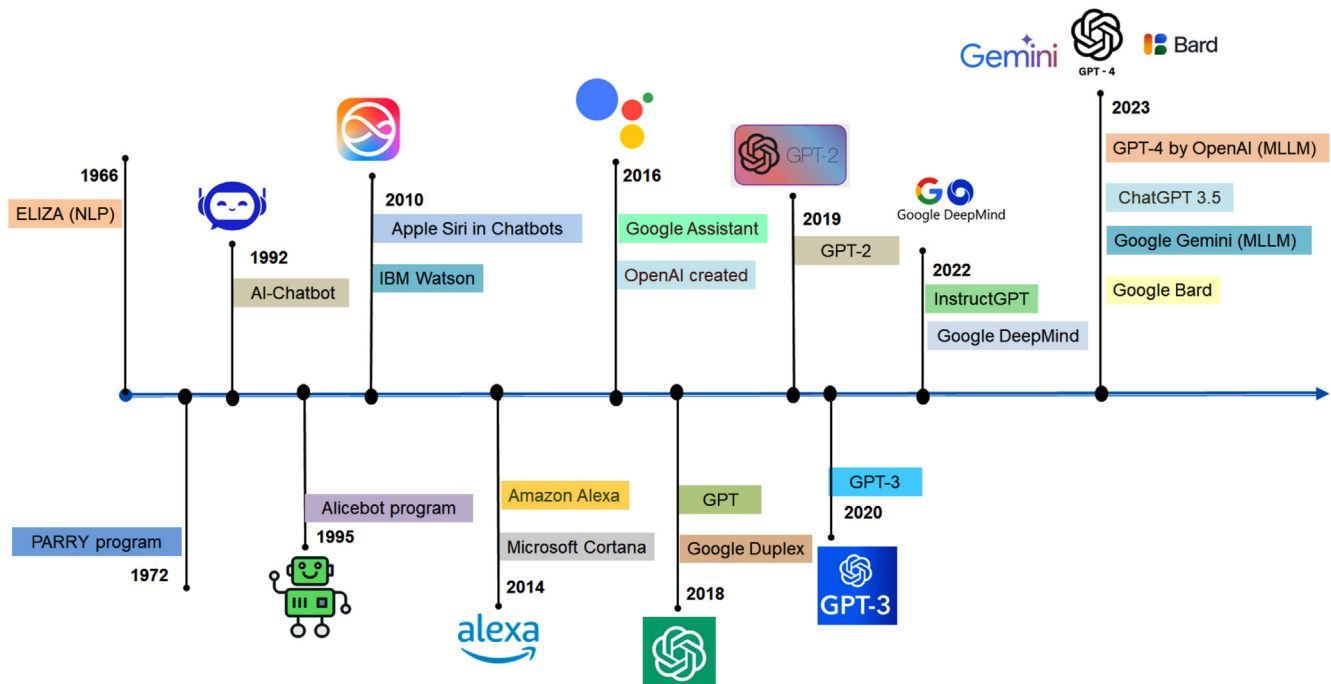 Gemini
GPT - 4
Bard
1966
ELIZA (NLP)
1992
AI-Chatbot
2010
Apple Siri in Chatbots
IBM Watson
2016
Google Assistant
OpenAI created
GPT-2
2019
GPT-2
Google DeepMind
2022
InstructGPT
Google DeepMind
2023
GPT-4 by OpenAI (MLLM)
ChatGPT 3.5
Google Gemini (MLLM)
Google Bard
PARRY program
1972
Alicebot program
1995
Amazon Alexa
Microsoft Cortana
2014
alexa
GPT
Google Duplex
2018
GPT-3
2020
GPT-3